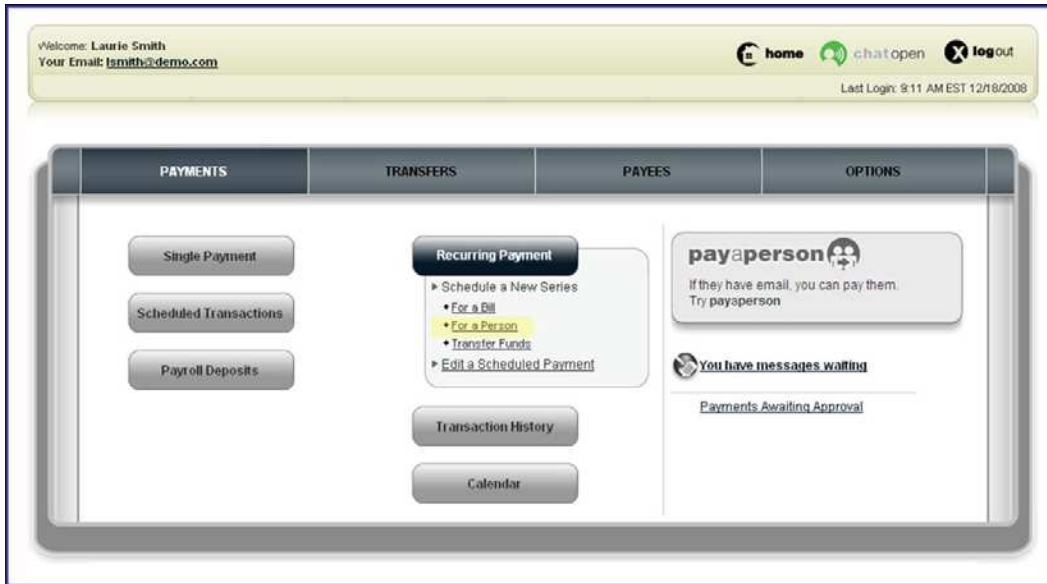 Welcome: Laurie Smith
Your Email: lsmith@demo.com
home
chat open
X logout
Last Login: 9:11 AM EST 12/18/2008
PAYMENTS
TRANSFERS
PAYEES
OPTIONS
Single Payment
Scheduled Transactions
Payroll Deposits
Recurring Payment
Schedule a New Series
For a Bill
For a Person
Transfer Funds
Edit a Scheduled Payment
Transaction History
Calendar
payaperson
If they have email, you can pay them.
Try payaperson
You have messages waiting
Payments Awaiting Approval